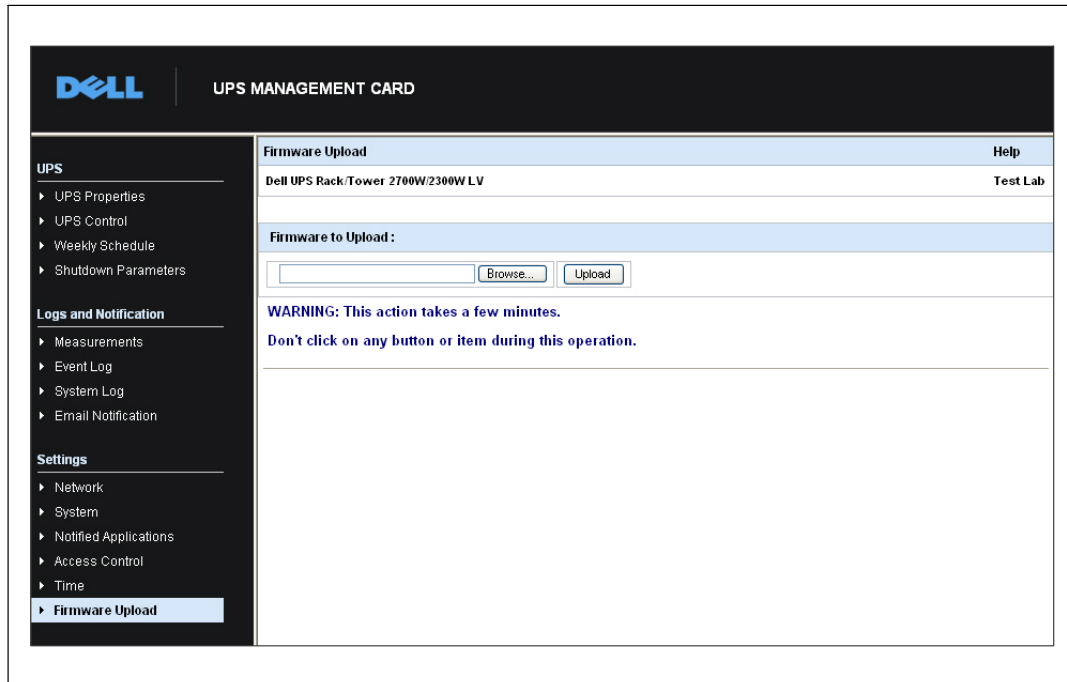 DELL
UPS MANAGEMENT CARD
UPS
UPS Properties
UPS Control
Weekly Schedule
Shutdown Parameters
Logs and Notification
Measurements
Event Log
System Log
Email Notification
Settings
Network
System
Notified Applications
Access Control
Time
Firmware Upload
Firmware Upload Help
Dell UPS Rack/Tower 2700W/2300W LV Test Lab
Firmware to Upload :
Browse... Upload
WARNING: This action takes a few minutes.
Don't click on any button or item during this operation.